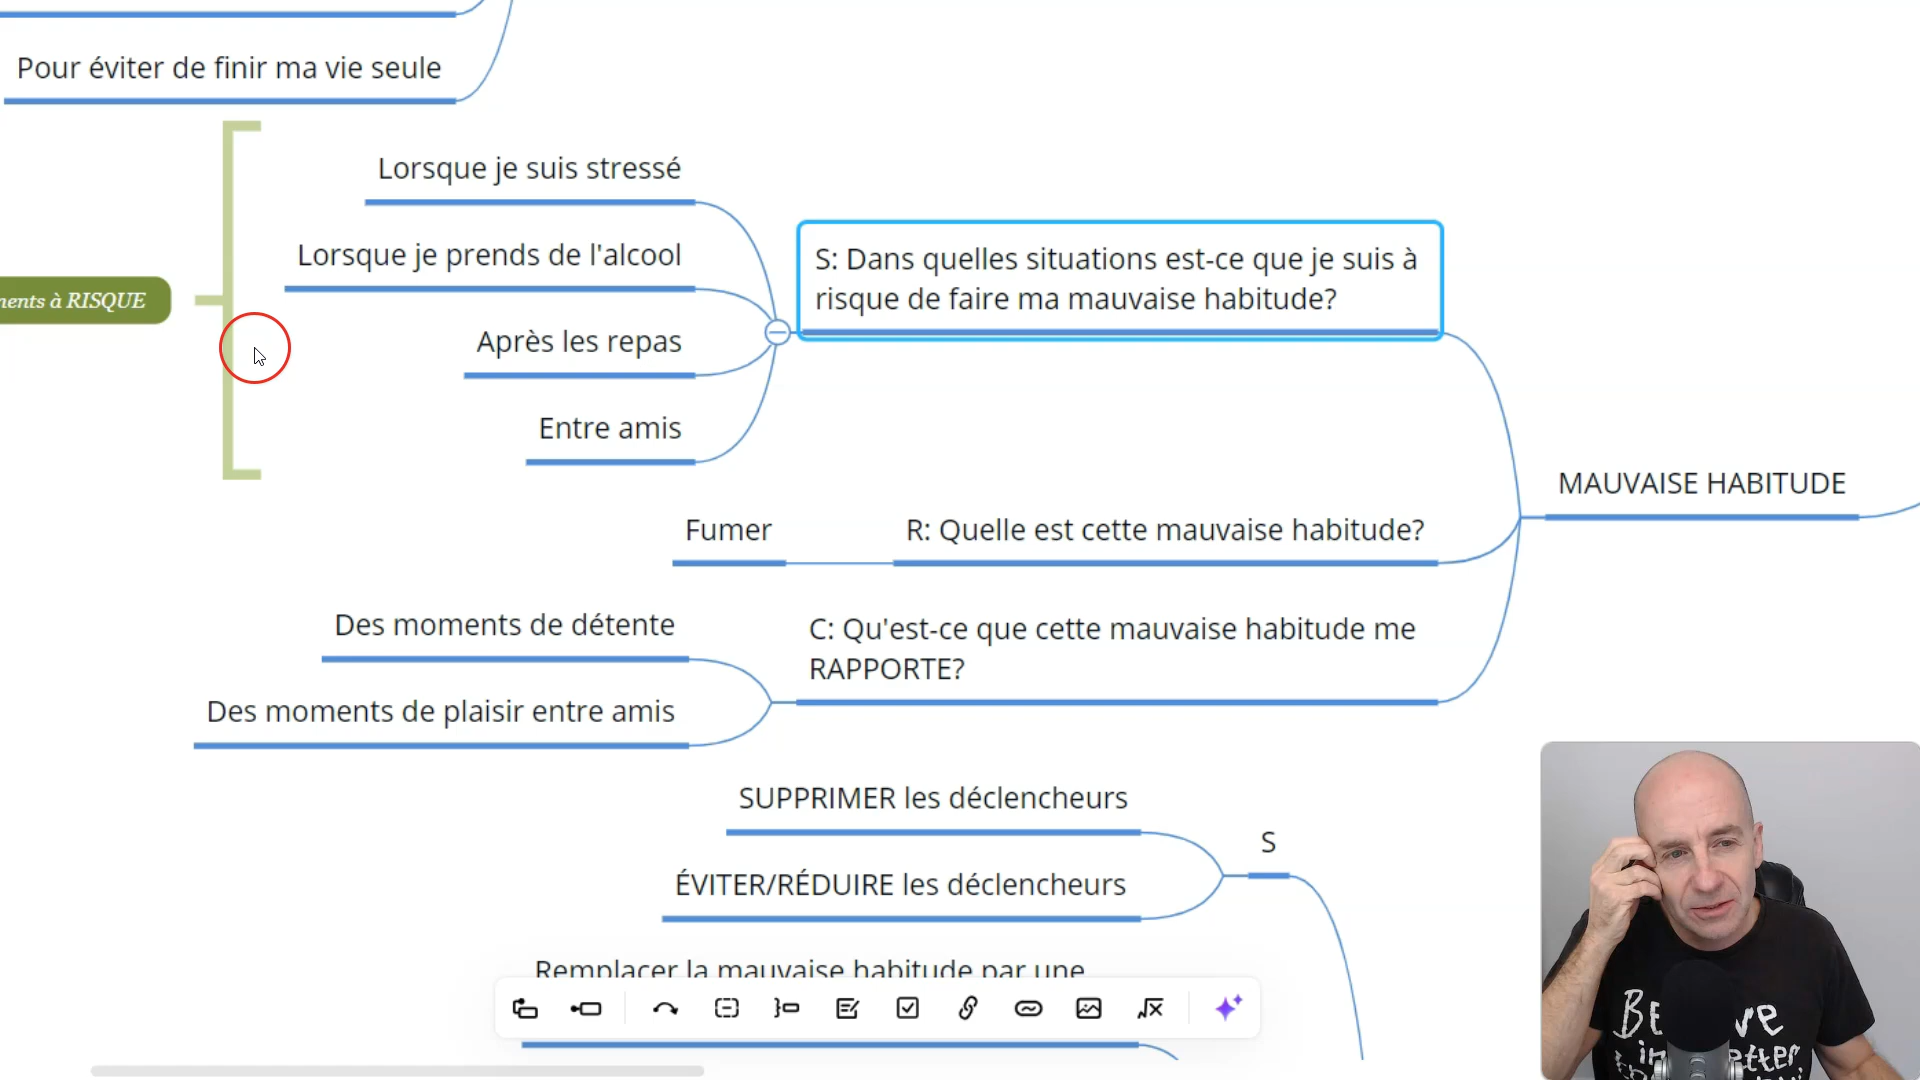 Pour éviter de finir ma vie seule
Lorsque je suis stressé
Lorsque je prends de l'alcool
Après les repas
Entre amis
à RISQUE
S: Dans quelles situations est-ce que je suis à
risque de faire ma mauvaise habitude?
MAUVAISE HABITUDE
Fumer
R: Quelle est cette mauvaise habitude?
Des moments de détente
Des moments de plaisir entre amis
C: Qu'est-ce que cette mauvaise habitude me
RAPPORTE?
SUPPRIMER les déclencheurs
ÉVITER/RÉDUIRE les déclencheurs
S
Remplacer la mauvaise habitude par une